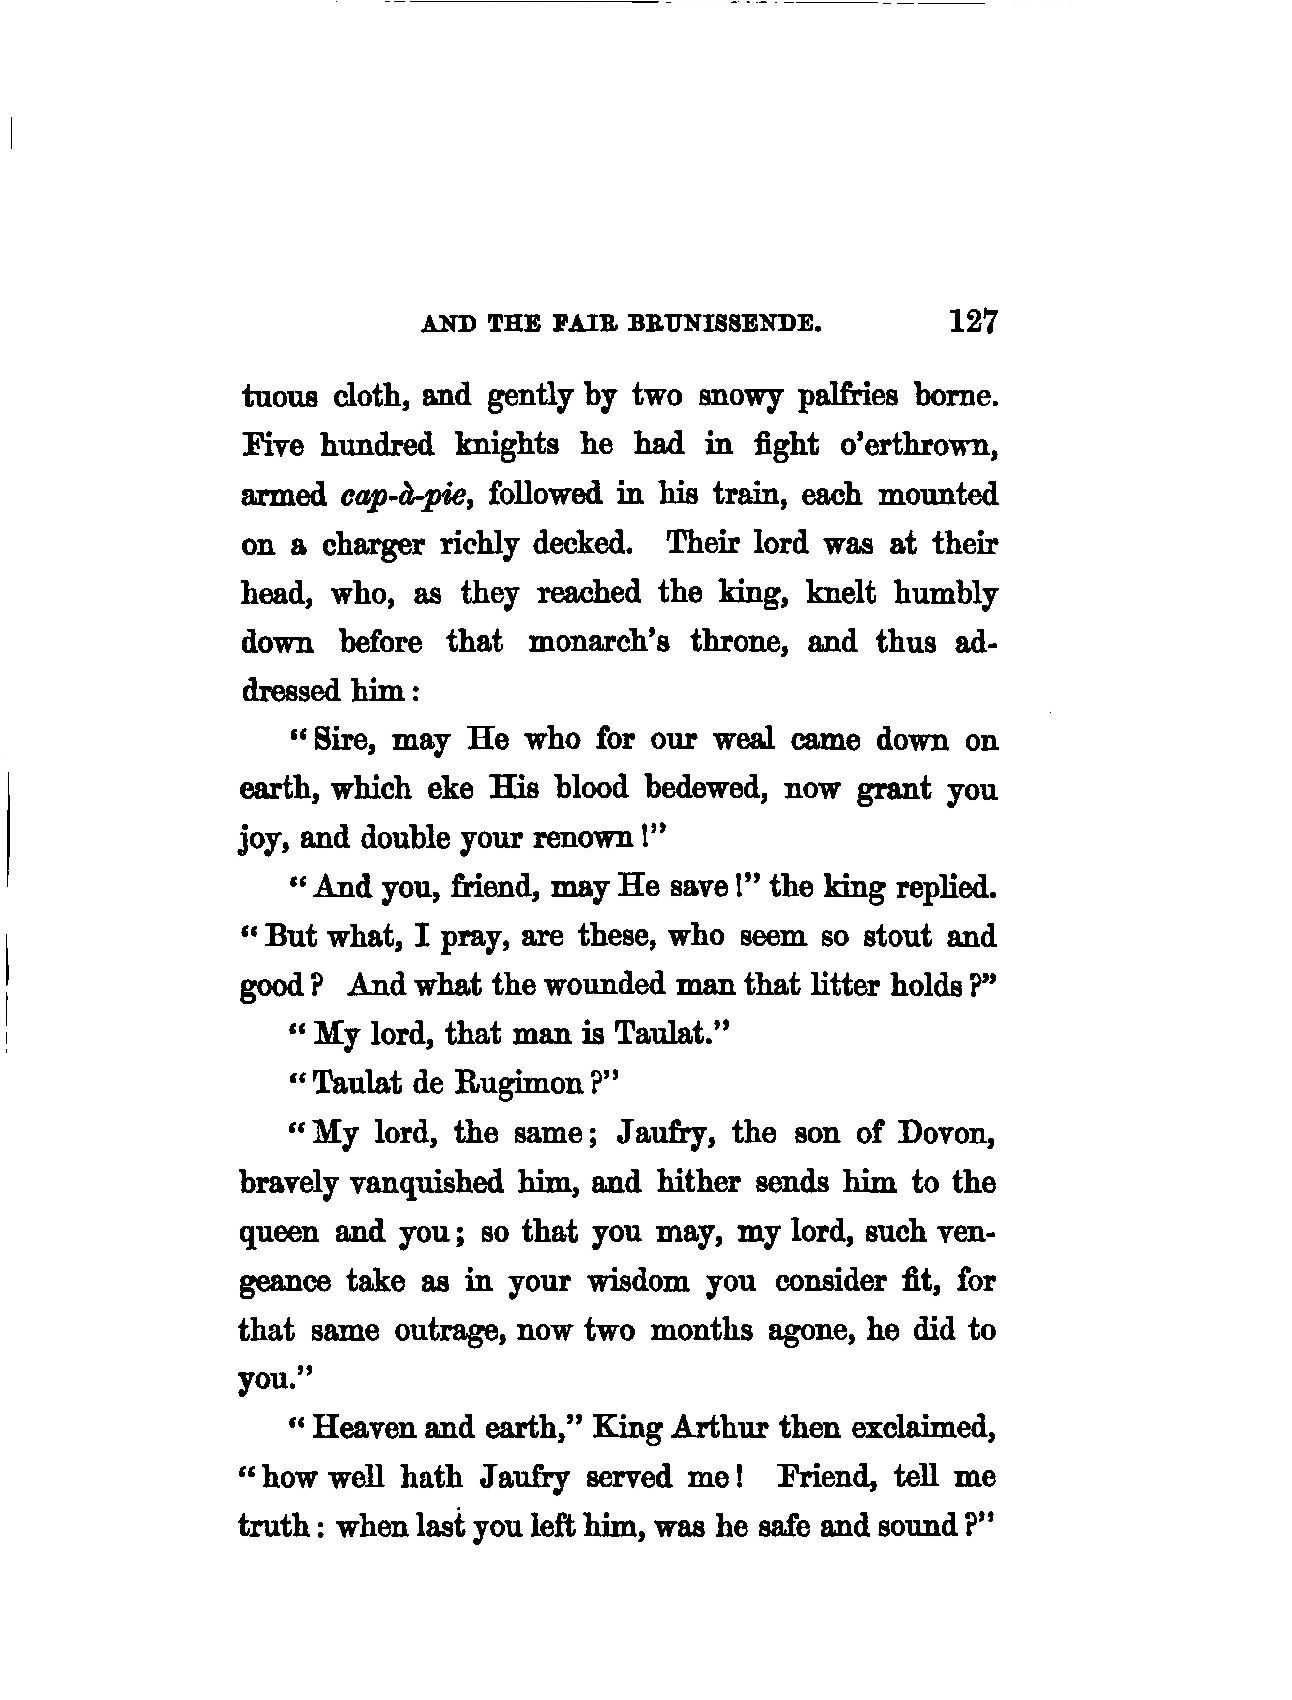 AND THE FAIR BRUNISSENDE. 127
tuous cloth, and gently by two snowy palfries borne.
Five hundred knights he had in fight o'erthrown,
armed cap-à-pie, followed in his train, each mounted
on a charger richly decked. Their lord was at their
head, who, as they reached the king, knelt humbly
down before that monarch's throne, and thus ad-
dressed him:
"Sire, may He who for our weal came down on
earth, which eke His blood bedewed, now grant you
joy, and double your renown!"
"And you, friend, may He save!" the king replied.
"But what, I pray, are these, who seem so stout and
good? And what the wounded man that litter holds?"
"My lord, that man is Taulat."
"Taulat de Rugimon?"
"My lord, the same; Jaufry, the son of Dovon,
bravely vanquished him, and hither sends him to the
queen and you; so that you may, my lord, such ven-
geance take as in your wisdom you consider fit, for
that same outrage, now two months agone, he did to
you."
"Heaven and earth," King Arthur then exclaimed,
"how well hath Jaufry served me! Friend, tell me
truth: when last you left him, was he safe and sound?"